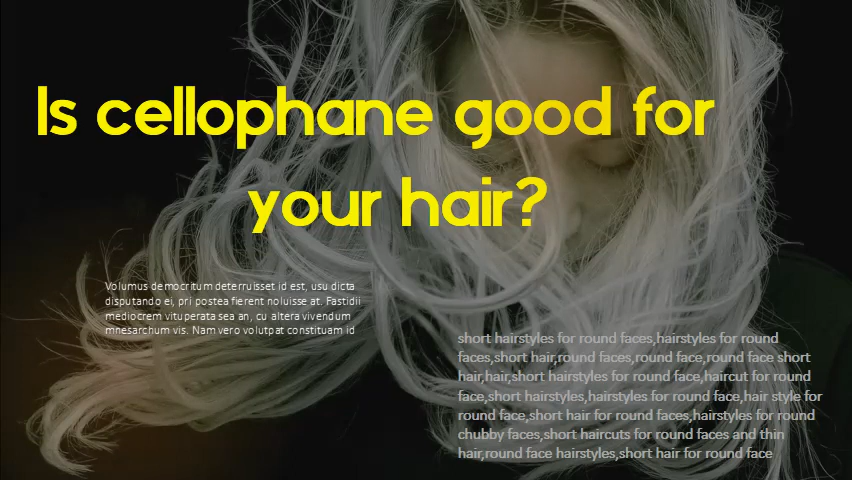 Is cellophane good for
your hair?
Volumus democritum deterruisset id est, usu dicta
disputando ei, pri postea fierent noluisse at. Fastidii
mediocrem vituperata sea an, cu altera vivendum
mnesarchum vis. Nam vero volutpat constituam id
short hairstyles for round faces,hairstyles for round
faces,short hair,round faces,round face,round face short
hair,hair,short hairstyles for round face,haircut for round
face,short hairstyles,hairstyles for round face,hair style for
round face,short hair for round faces,hairstyles for round
chubby faces,short haircuts for round faces and thin
hair,round face hairstyles,short hair for round face